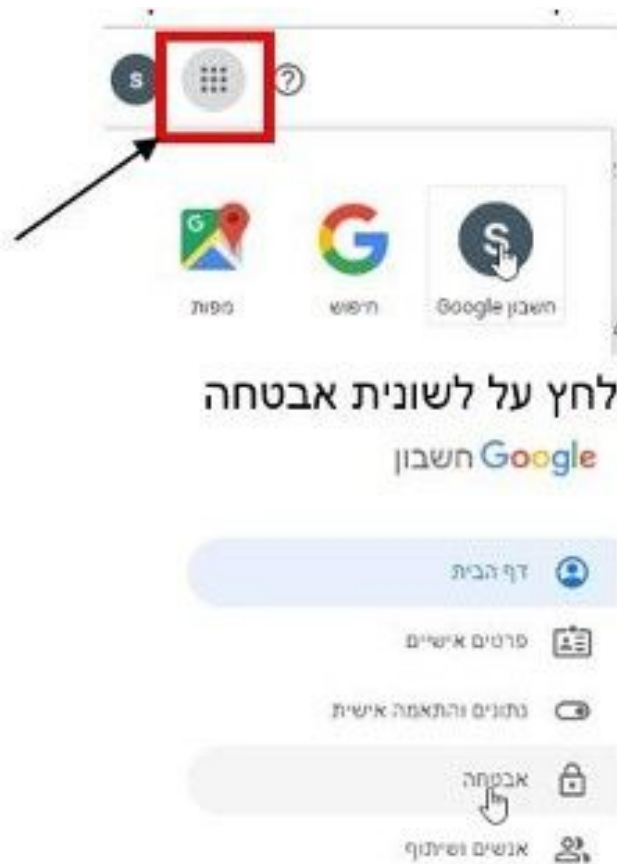 S
חשבון Google
S
חיפוש
G
מפות
G
לחץ על לשונית אבטחה
חשבון Google
דף הבית
פרטים אישיים
נתונים והתאמה אישית
אבטחה
אנשים ושיתוף